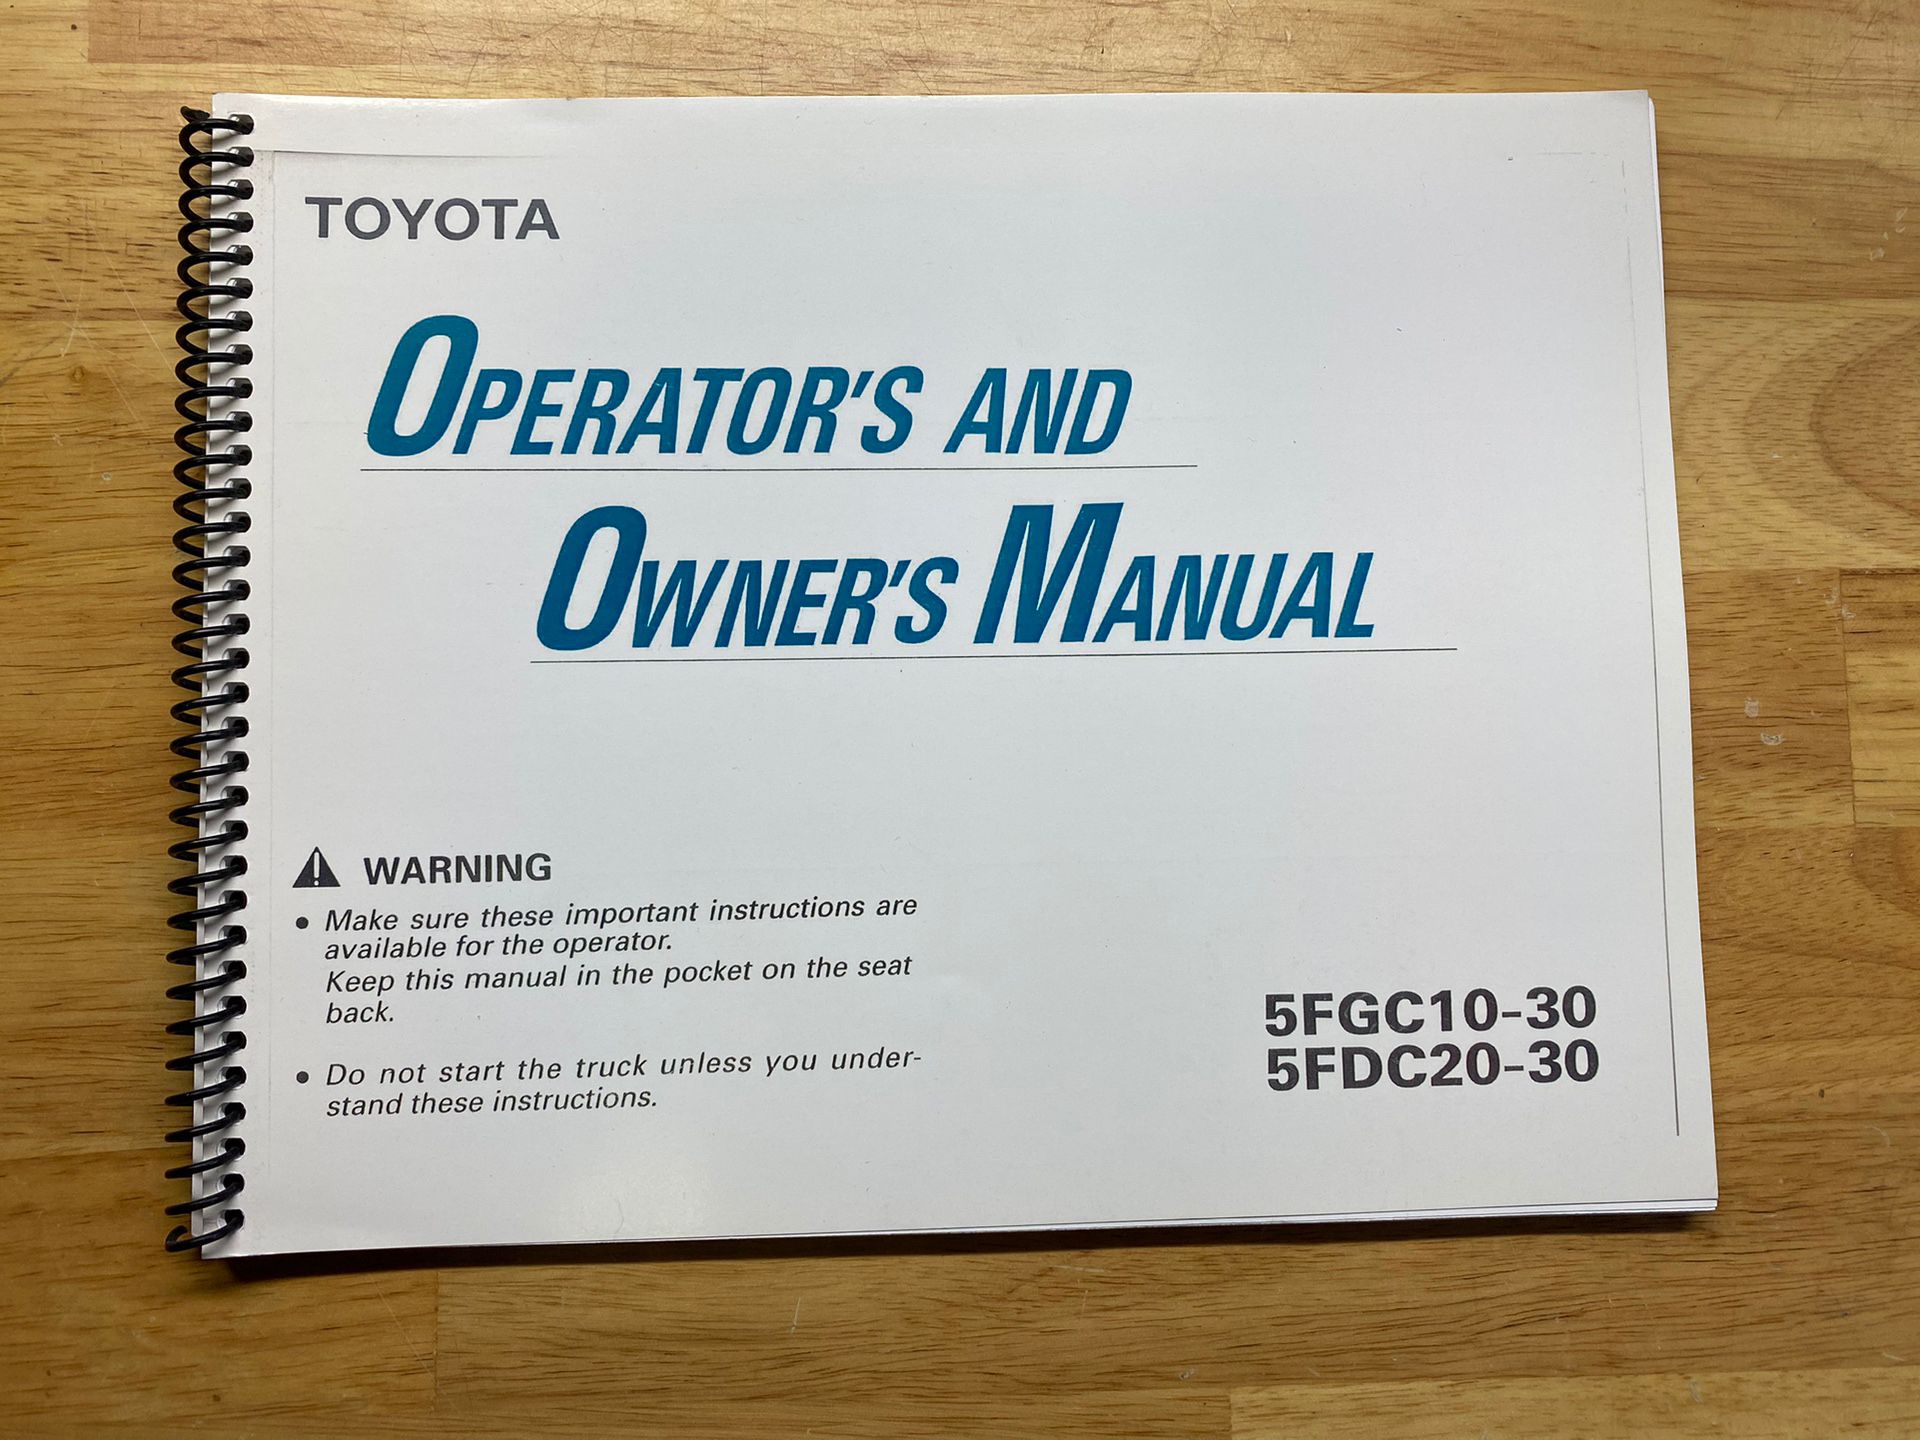 TOYOTA
OPERATOR'S AND
OWNER'S MANUAL
WARNING
• Make sure these important instructions are
available for the operator.
Keep this manual in the pocket on the seat
back.
• Do not start the truck unless you under-
stand these instructions.
5FGC10-30
5FDC20-30